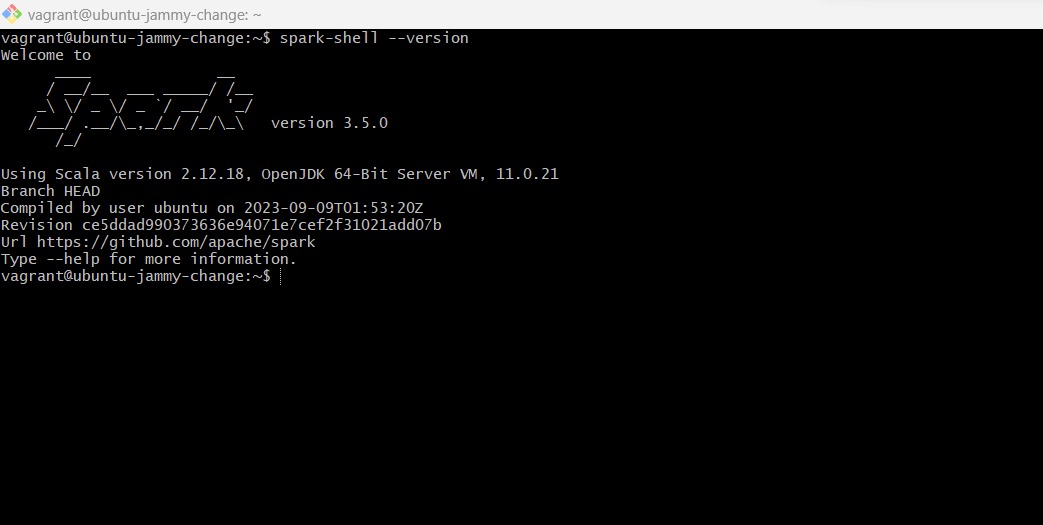 vagrant@ubuntu-jammy-change: ~
vagrant@ubuntu-jammy-change:~$ spark-shell --version
Welcome to
      ____              __
     / __/__  ___ _____/ /__
    _\ \/ _ \/ _ `/ __/  '_/
   /___/ .__/\_,_/_/ /_/\_\   version 3.5.0
      /_/
Using Scala version 2.12.18, OpenJDK 64-Bit Server VM, 11.0.21
Branch HEAD
Compiled by user ubuntu on 2023-09-09T01:53:20Z
Revision ce5ddad990373636e94071e7cef2f31021add07b
Url https://github.com/apache/spark
Type --help for more information.
vagrant@ubuntu-jammy-change:~$